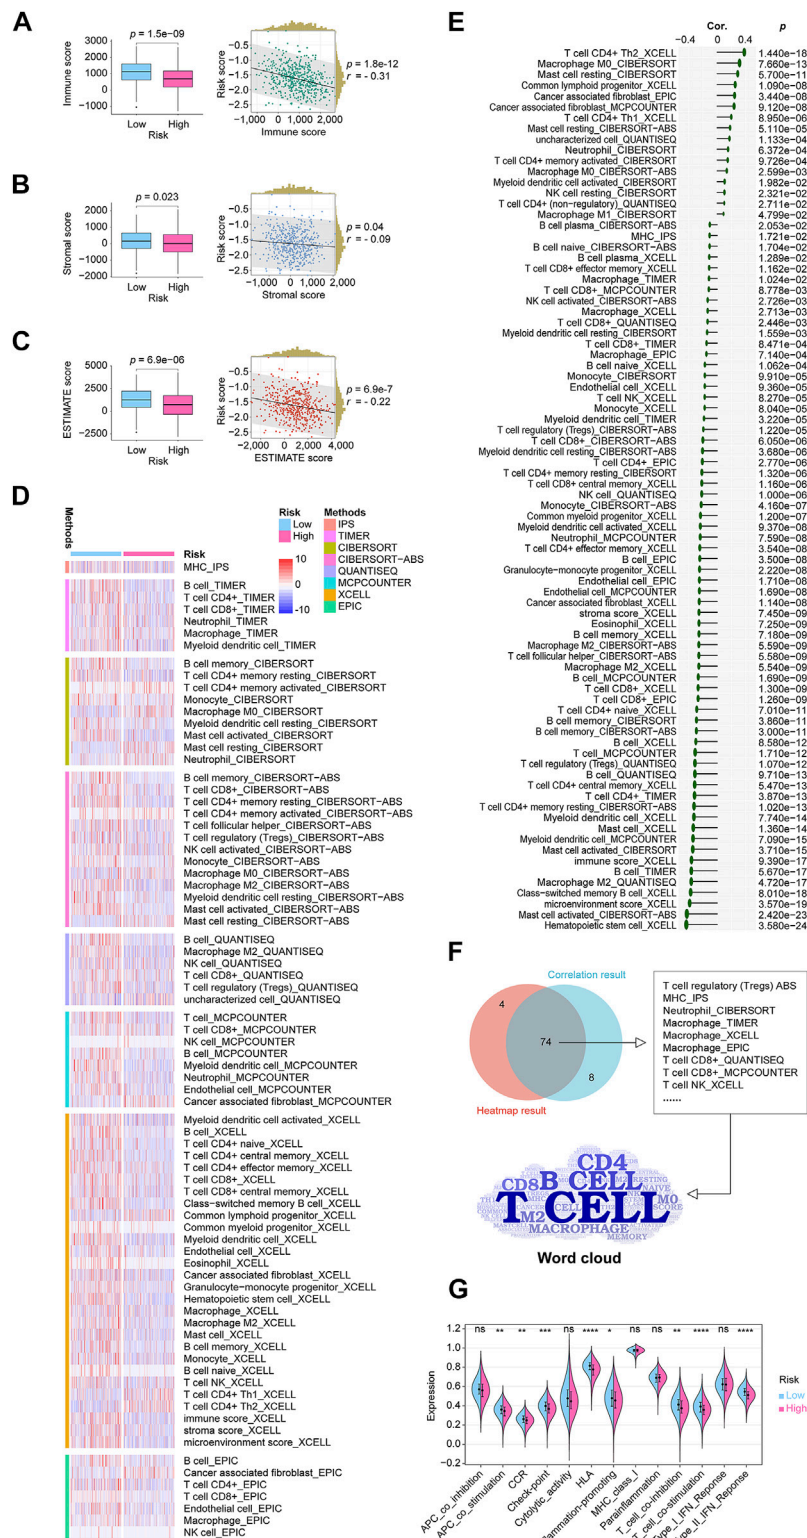 A
p = 1.5e-09
Immune score
3000
2000
1000
0
−1000
Low High
Risk
Risk score
−0.5
−1.0
−1.5
−2.0
−2.5
−1,000 0 1,000 2,000 3,000
Immune score
p = 1.8e-12
r = - 0.31
B
p = 0.023
Stromal score
2000
1000
0
−1000
−2000
Low High
Risk
Risk score
−0.5
−1.0
−1.5
−2.0
−2.5
−1,000 0 1,000 2,000
Stromal score
p = 0.04
r = - 0.09
C
p = 6.9e-06
ESTIMATE score
5000
2500
0
−2500
Low High
Risk
Risk score
−0.5
−1.0
−1.5
−2.0
−2.5
−2,000 0 2,000 4,000
ESTIMATE score
p = 6.9e-7
r = - 0.22
D
Methods
Risk
Risk
Low
High
10
0
-10
Methods
IPS
TIMER
CIBERSORT
CIBERSORT-ABS
QUANTISEQ
MCPCOUNTER
XCELL
EPIC
MHC_IPS
B cell_TIMER
T cell CD4+_TIMER
T cell CD8+_TIMER
Neutrophil_TIMER
Macrophage_TIMER
Myeloid dendritic cell_TIMER
B cell memory_CIBERSORT
T cell CD4+ memory resting_CIBERSORT
T cell CD4+ memory activated_CIBERSORT
Monocyte_CIBERSORT
Macrophage M0_CIBERSORT
Myeloid dendritic cell resting_CIBERSORT
Mast cell activated_CIBERSORT
Mast cell resting_CIBERSORT
Neutrophil_CIBERSORT
B cell memory_CIBERSORT−ABS
T cell CD8+_CIBERSORT−ABS
T cell CD4+ memory resting_CIBERSORT−ABS
T cell CD4+ memory activated_CIBERSORT−ABS
T cell follicular helper_CIBERSORT−ABS
T cell regulatory (Tregs)_CIBERSORT−ABS
NK cell activated_CIBERSORT−ABS
Monocyte_CIBERSORT−ABS
Macrophage M0_CIBERSORT−ABS
Macrophage M2_CIBERSORT−ABS
Myeloid dendritic cell resting_CIBERSORT−ABS
Mast cell activated_CIBERSORT−ABS
Mast cell resting_CIBERSORT−ABS
B cell_QUANTISEQ
Macrophage M2_QUANTISEQ
NK cell_QUANTISEQ
T cell CD8+_QUANTISEQ
T cell regulatory (Tregs)_QUANTISEQ
uncharacterized cell_QUANTISEQ
T cell_MCPCOUNTER
T cell CD8+_MCPCOUNTER
NK cell_MCPCOUNTER
B cell_MCPCOUNTER
Myeloid dendritic cell_MCPCOUNTER
Neutrophil_MCPCOUNTER
Endothelial cell_MCPCOUNTER
Cancer associated fibroblast_MCPCOUNTER
Myeloid dendritic cell activated_XCELL
B cell_XCELL
T cell CD4+ naive_XCELL
T cell CD4+ central memory_XCELL
T cell CD4+ effector memory_XCELL
T cell CD8+_XCELL
T cell CD8+ central memory_XCELL
Class−switched memory B cell_XCELL
Common lymphoid progenitor_XCELL
Common myeloid progenitor_XCELL
Myeloid dendritic cell_XCELL
Endothelial cell_XCELL
Eosinophil_XCELL
Cancer associated fibroblast_XCELL
Granulocyte−monocyte progenitor_XCELL
Hematopoietic stem cell_XCELL
Macrophage_XCELL
Macrophage M2_XCELL
Mast cell_XCELL
B cell memory_XCELL
Monocyte_XCELL
B cell naive_XCELL
T cell NK_XCELL
T cell CD4+ Th1_XCELL
T cell CD4+ Th2_XCELL
immune score_XCELL
stroma score_XCELL
microenvironment score_XCELL
B cell_EPIC
Cancer associated fibroblast_EPIC
T cell CD4+_EPIC
T cell CD8+_EPIC
Endothelial cell_EPIC
Macrophage_EPIC
NK cell_EPIC
E
Cor. p
−0.4 0 0.4
T cell CD4+ Th2_XCELL 1.440e-18
Macrophage M0_CIBERSORT 7.660e-13
Mast cell resting_CIBERSORT 5.700e-11
Common lymphoid progenitor_XCELL 1.090e-08
Cancer associated fibroblast_EPIC 3.440e-08
Cancer associated fibroblast_MCPCOUNTER 9.120e-08
T cell CD4+ Th1_XCELL 8.950e-06
Mast cell resting_CIBERSORT−ABS 5.110e-05
uncharacterized cell_QUANTISEQ 1.133e-04
Neutrophil_CIBERSORT 6.372e-04
T cell CD4+ memory activated_CIBERSORT 9.726e-04
Macrophage M0_CIBERSORT−ABS 2.599e-03
Myeloid dendritic cell activated_CIBERSORT 1.982e-02
NK cell resting_CIBERSORT 2.321e-02
T cell CD4+ (non−regulatory)_QUANTISEQ 2.711e-02
Macrophage M1_CIBERSORT 4.799e-02
B cell plasma_CIBERSORT−ABS 2.053e-02
MHC_IPS 1.721e-02
B cell naive_CIBERSORT−ABS 1.704e-02
B cell plasma_XCELL 1.289e-02
T cell CD8+ effector memory_XCELL 1.162e-02
Macrophage_TIMER 1.024e-02
T cell CD8+_MCPCOUNTER 8.778e-03
NK cell activated_CIBERSORT−ABS 2.726e-03
Macrophage_XCELL 2.713e-03
T cell CD8+_QUANTISEQ 2.446e-03
Myeloid dendritic cell resting_CIBERSORT 1.559e-03
T cell CD8+_TIMER 8.471e-04
Macrophage_EPIC 7.140e-04
B cell naive_XCELL 1.062e-04
Monocyte_CIBERSORT 9.910e-05
Endothelial cell_XCELL 9.360e-05
T cell NK_XCELL 8.270e-05
Monocyte_XCELL 8.040e-05
Myeloid dendritic cell_TIMER 3.220e-05
T cell regulatory (Tregs)_CIBERSORT−ABS 1.220e-05
T cell CD8+_CIBERSORT−ABS 6.050e-06
Myeloid dendritic cell resting_CIBERSORT−ABS 3.680e-06
T cell CD4+_EPIC 2.770e-06
T cell CD4+ memory resting_CIBERSORT 1.320e-06
T cell CD8+ central memory_XCELL 1.160e-06
NK cell_QUANTISEQ 1.000e-06
Monocyte_CIBERSORT−ABS 4.160e-07
Common myeloid progenitor_XCELL 1.200e-07
Myeloid dendritic cell activated_XCELL 9.370e-08
Neutrophil_MCPCOUNTER 7.590e-08
T cell CD4+ effector memory_XCELL 3.540e-08
B cell_EPIC 3.500e-08
Granulocyte−monocyte progenitor_XCELL 2.220e-08
Endothelial cell_EPIC 1.710e-08
Endothelial cell_MCPCOUNTER 1.690e-08
Cancer associated fibroblast_XCELL 1.140e-08
stroma score_XCELL 7.450e-09
Eosinophil_XCELL 7.250e-09
B cell memory_XCELL 7.180e-09
Macrophage M2_CIBERSORT−ABS 5.590e-09
T cell follicular helper_CIBERSORT−ABS 5.580e-09
Macrophage M2_XCELL 5.540e-09
B cell_MCPCOUNTER 1.690e-09
T cell CD8+_XCELL 1.300e-09
T cell CD8+_EPIC 1.260e-09
T cell CD4+ naive_XCELL 7.010e-11
B cell memory_CIBERSORT 3.860e-11
B cell memory_CIBERSORT−ABS 3.000e-11
B cell_XCELL 8.580e-12
T cell_MCPCOUNTER 1.710e-12
T cell regulatory (Tregs)_QUANTISEQ 1.070e-12
B cell_QUANTISEQ 9.710e-13
T cell CD4+ central memory_XCELL 5.470e-13
T cell CD4+_TIMER 3.870e-13
T cell CD4+ memory resting_CIBERSORT−ABS 1.020e-13
Myeloid dendritic cell_XCELL 7.740e-14
Mast cell_XCELL 1.360e-14
Myeloid dendritic cell_MCPCOUNTER 7.090e-15
Mast cell activated_CIBERSORT 3.710e-15
immune score_XCELL 9.390e-17
B cell_TIMER 5.670e-17
Macrophage M2_QUANTISEQ 4.720e-17
Class−switched memory B cell_XCELL 8.010e-18
microenvironment score_XCELL 3.570e-19
Mast cell activated_CIBERSORT−ABS 2.420e-23
Hematopoietic stem cell_XCELL 3.580e-24
F
Correlation result
4
74
8
Heatmap result
T cell regulatory (Tregs) ABS
MHC_IPS
Neutrophil_CIBERSORT
Macrophage_TIMER
Macrophage_XCELL
Macrophage_EPIC
T cell CD8+_QUANTISEQ
T cell CD8+_MCPCOUNTER
T cell NK_XCELL
......
CD4
CD8 B CELL
T CELL
M2 M0
MACROPHAGE
MEMORY
RESTING
NAIVE
SCORE
Word cloud
G
ns ** ** *** ns **** * ns ns ** **** ns ****
Expression
1.2
1.0
0.8
0.6
0.4
0.2
0.0
−0.2
APC_co_inhibition
APC_co_stimulation
CCR
Check-point
Cytolytic_activity
HLA
Inflammation-promoting
MHC_class_I
Parainflammation
T_cell_co-inhibition
T_cell_co-stimulation
Type_I_IFN_Reponse
Type_II_IFN_Reponse
Risk
Low
High